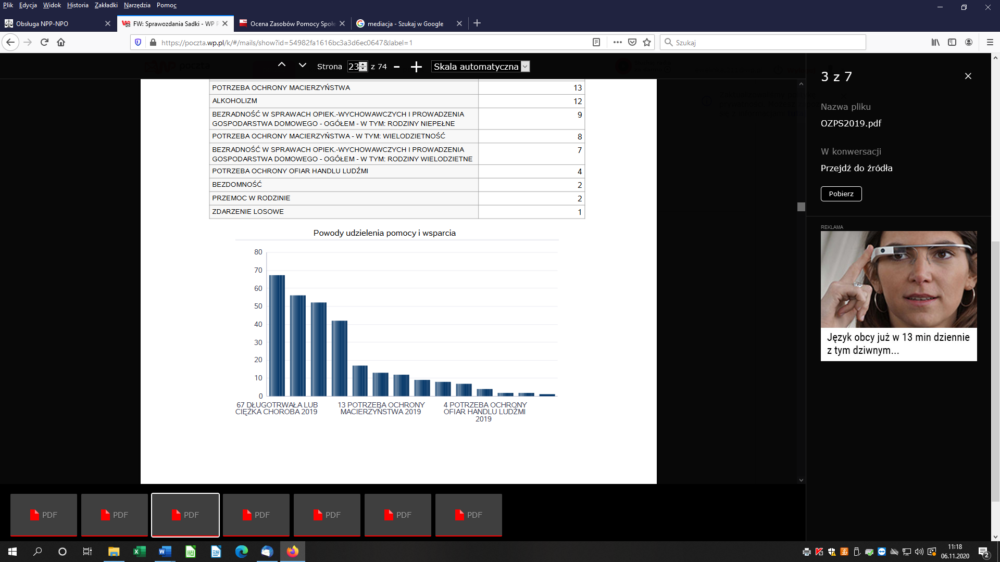 Plik Edycja Widok Historia Zakładki Narzędzia Pomoc
Obsługa NPP-NPO
FW: Sprawozdania Sadki - WP P
Ocena Zasobów Pomocy Społe
mediacja - Szukaj w Google
https://poczta.wp.pl/k/#/mails/show?id=54982fa1616bc3a3d6ec0647&label=1
Szukaj
Strona 23 z 74 Skala automatyczna
POTRZEBA OCHRONY MACIERZYŃSTWA 13
ALKOHOLIZM 12
BEZRADNOŚĆ W SPRAWACH OPIEK.-WYCHOWAWCZYCH I PROWADZENIA 9
GOSPODARSTWA DOMOWEGO - OGÓŁEM - W TYM: RODZINY NIEPEŁNE
POTRZEBA OCHRONY MACIERZYŃSTWA - W TYM: WIELODZIETNOŚĆ 8
BEZRADNOŚĆ W SPRAWACH OPIEK.-WYCHOWAWCZYCH I PROWADZENIA 7
GOSPODARSTWA DOMOWEGO - OGÓŁEM - W TYM: RODZINY WIELODZIETNE
POTRZEBA OCHRONY OFIAR HANDLU LUDŹMI 4
BEZDOMNOŚĆ 2
PRZEMOC W RODZINIE 2
ZDARZENIE LOSOWE 1
Powody udzielenia pomocy i wsparcia
80
70
60
50
40
30
20
10
0
67 DŁUGOTRWAŁA LUB
CIĘŻKA CHOROBA 2019
13 POTRZEBA OCHRONY
MACIERZYŃSTWA 2019
4 POTRZEBA OCHRONY
OFIAR HANDLU LUDŹMI
2019
3 z 7
Nazwa pliku
OZPS2019.pdf
W konwersacji
Przejdź do źródła
Pobierz
REKLAMA
Język obcy już w 13 min dziennie
z tym dziwnym...
PDF
PDF
PDF
PDF
PDF
PDF
PDF
11:18
06.11.2020
2